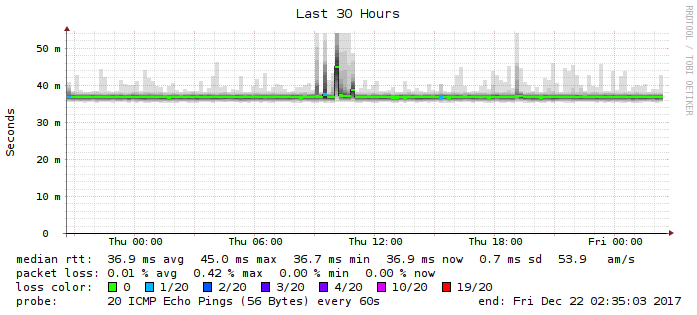 Last 30 Hours
RRDTOOL / TOBI OETIKER
Seconds
50 m
40 m
30 m
20 m
10 m
0
Thu 00:00 Thu 06:00 Thu 12:00 Thu 18:00 Fri 00:00
median rtt: 36.9 ms avg 45.0 ms max 36.7 ms min 36.9 ms now 0.7 ms sd 53.9 am/s
packet loss: 0.01 % avg 0.42 % max 0.00 % min 0.00 % now
loss color: 0 1/20 2/20 3/20 4/20 10/20 19/20
probe: 20 ICMP Echo Pings (56 Bytes) every 60s end: Fri Dec 22 02:35:03 2017